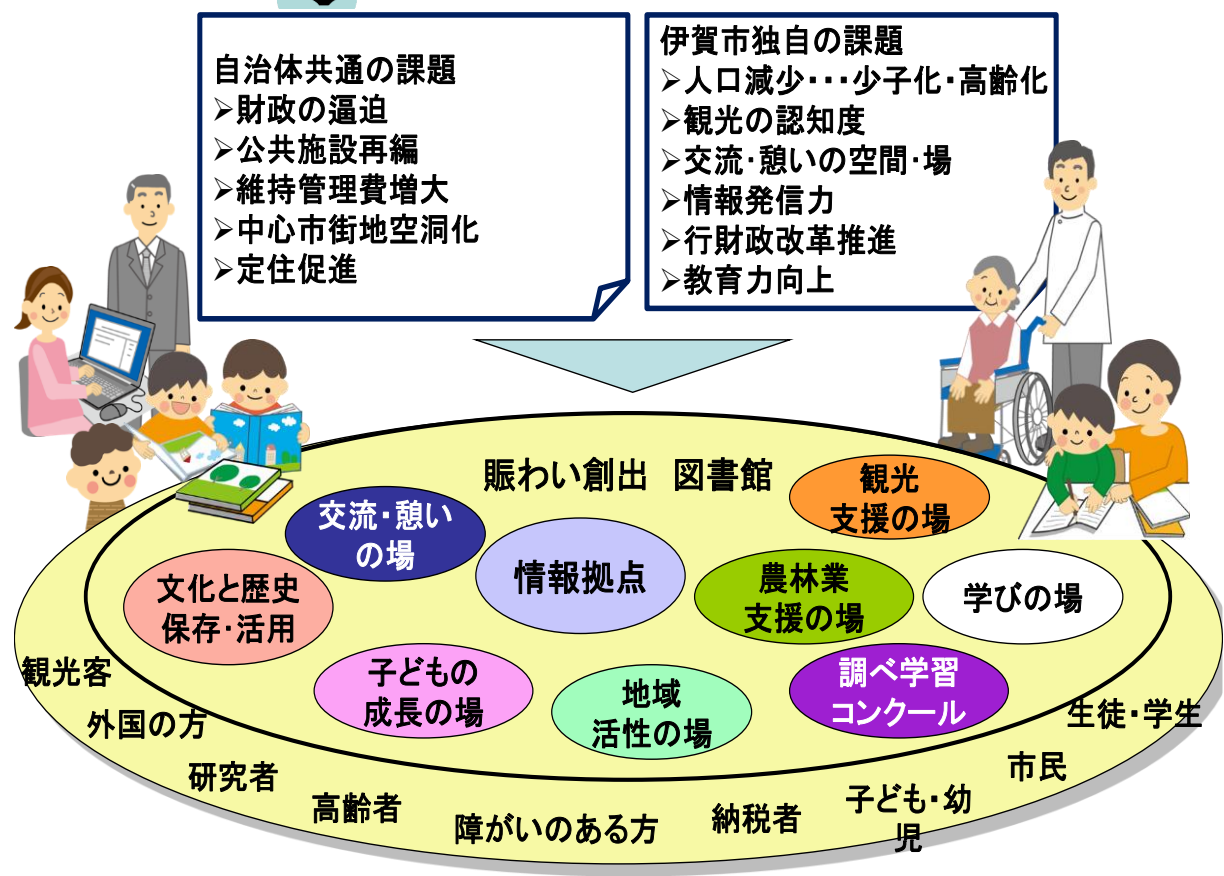 自治体共通の課題
➢財政の逼迫
➢公共施設再編
➢維持管理費増大
➢中心市街地空洞化
➢定住促進
伊賀市独自の課題
➢人口減少・・・少子化・高齢化
➢観光の認知度
➢交流・憩いの空間・場
➢情報発信力
➢行財政改革推進
➢教育力向上
賑わい創出 図書館
観光
支援の場
交流・憩い
の場
情報拠点
農林業
支援の場
学びの場
文化と歴史
保存・活用
子どもの
成長の場
地域
活性の場
調べ学習
コンクール
観光客
外国の方
研究者
高齢者
障がいのある方
納税者
子ども・幼
児
市民
生徒・学生